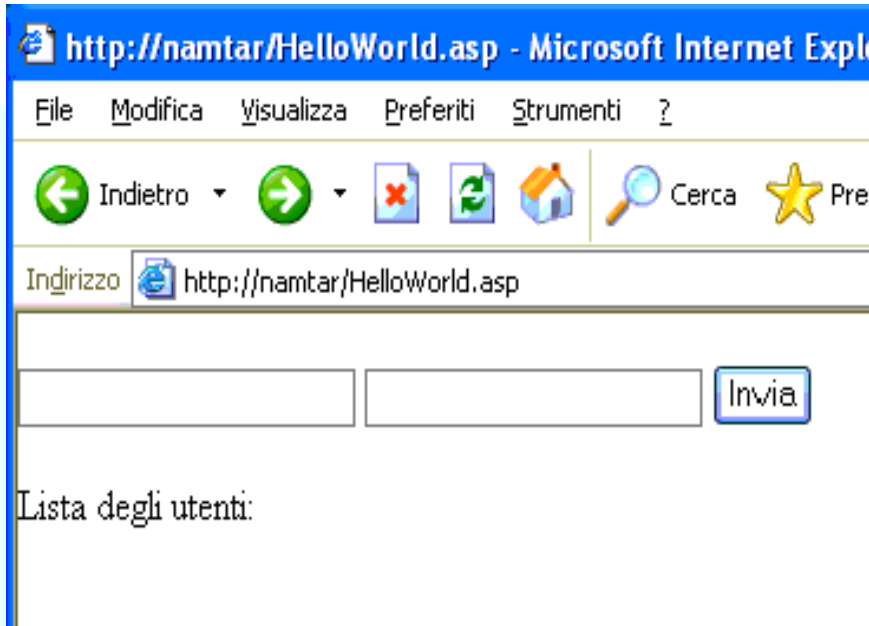 http://namtar/HelloWorld.asp - Microsoft Internet Expl
File Modifica Visualizza Preferiti Strumenti ?
Indietro Cerca Pre
Indirizzo http://namtar/HelloWorld.asp
Invia
Lista degli utenti: